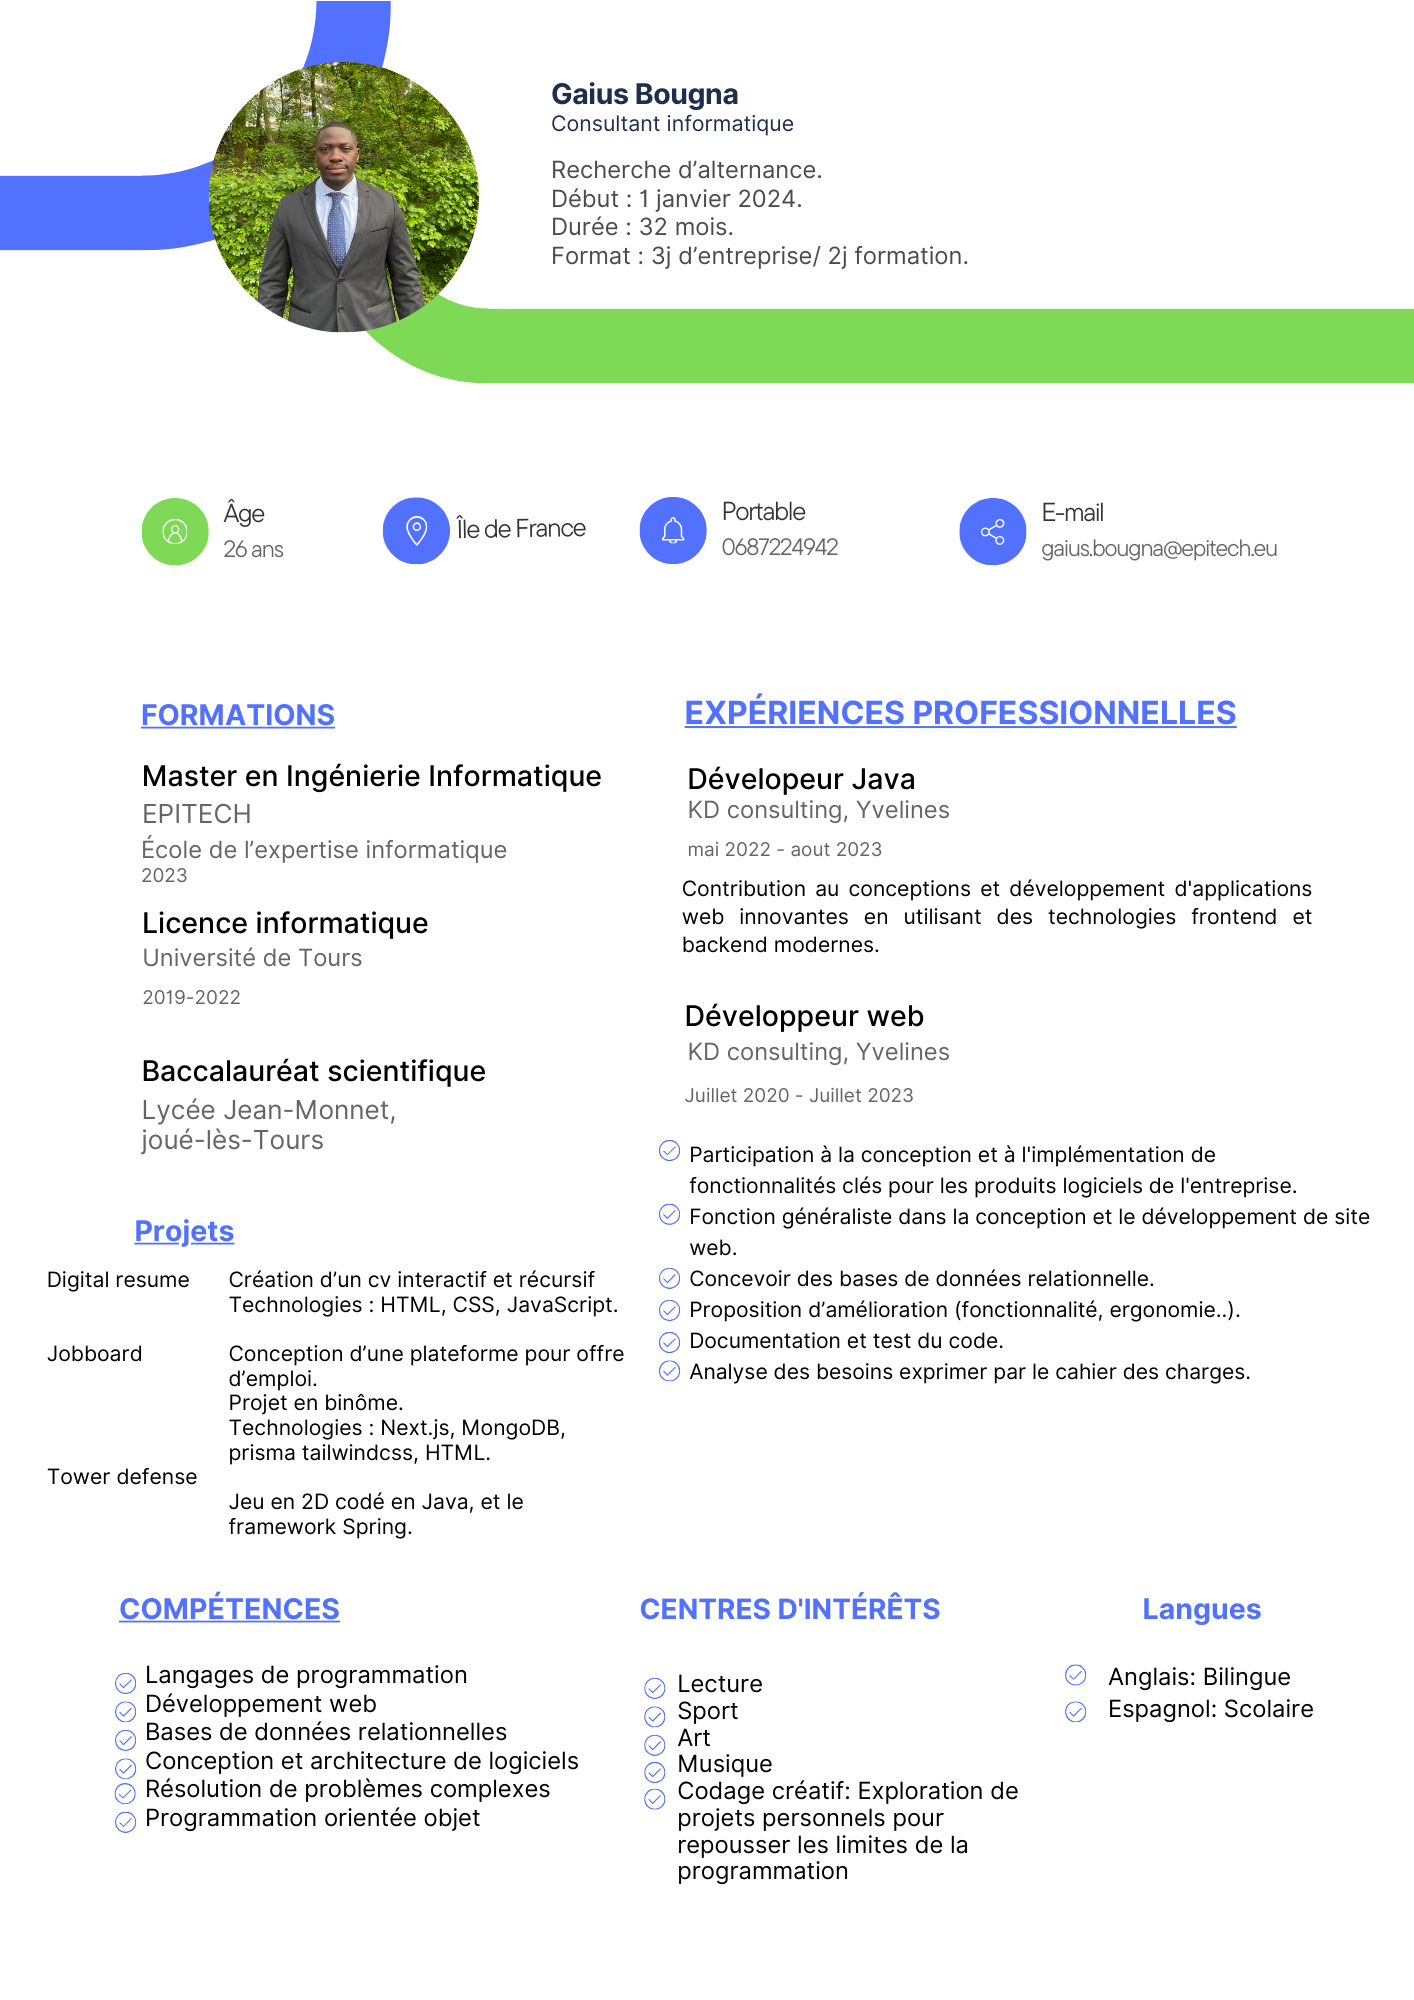 Gaius Bougna
Consultant informatique
Recherche d’alternance.
Début : 1 janvier 2024.
Durée : 32 mois.
Format : 3j d’entreprise/ 2j formation.
Âge
26 ans
Île de France
Portable
0687224942
E-mail
gaius.bougna@epitech.eu
FORMATIONS
Master en Ingénierie Informatique
EPITECH
École de l’expertise informatique
2023
Licence informatique
Université de Tours
2019-2022
Baccalauréat scientifique
Lycée Jean-Monnet,
joué-lès-Tours
Projets
Digital resume
Création d’un cv interactif et récursif
Technologies : HTML, CSS, JavaScript.
Jobboard
Conception d’une plateforme pour offre
d’emploi.
Projet en binôme.
Technologies : Next.js, MongoDB,
prisma tailwindcss, HTML.
Tower defense
Jeu en 2D codé en Java, et le
framework Spring.
EXPÉRIENCES PROFESSIONNELLES
Dévelopeur Java
KD consulting, Yvelines
mai 2022 - aout 2023
Contribution au conceptions et développement d'applications
web innovantes en utilisant des technologies frontend et
backend modernes.
Développeur web
KD consulting, Yvelines
Juillet 2020 - Juillet 2023
Participation à la conception et à l'implémentation de
fonctionnalités clés pour les produits logiciels de l'entreprise.
Fonction généraliste dans la conception et le développement de site
web.
Concevoir des bases de données relationnelle.
Proposition d’amélioration (fonctionnalité, ergonomie..).
Documentation et test du code.
Analyse des besoins exprimer par le cahier des charges.
COMPÉTENCES
Langages de programmation
Développement web
Bases de données relationnelles
Conception et architecture de logiciels
Résolution de problèmes complexes
Programmation orientée objet
CENTRES D'INTÉRÊTS
Lecture
Sport
Art
Musique
Codage créatif: Exploration de
projets personnels pour
repousser les limites de la
programmation
Langues
Anglais: Bilingue
Espagnol: Scolaire